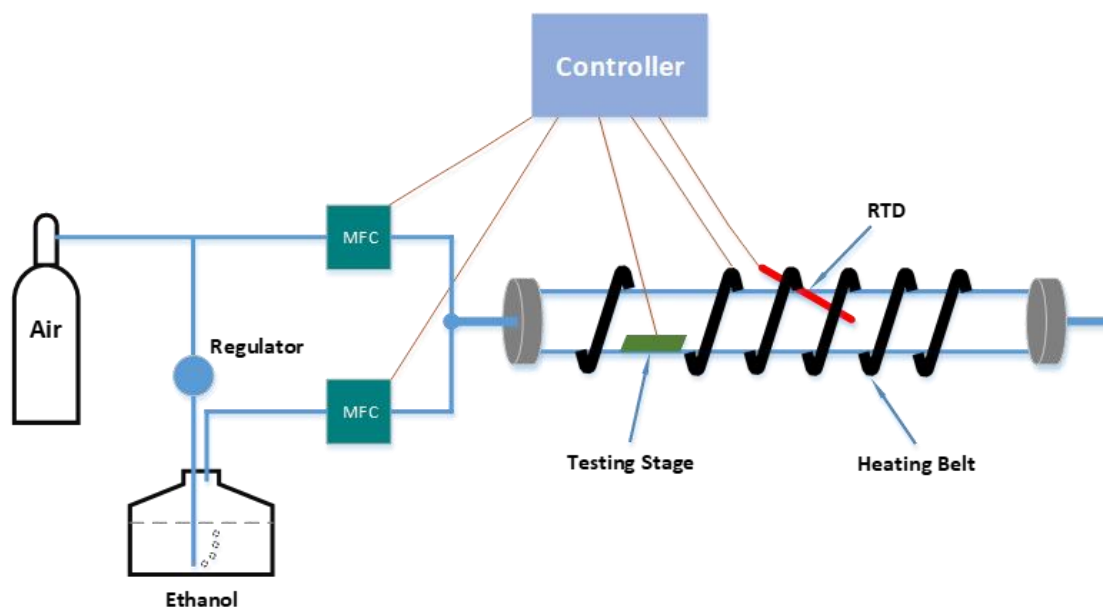 Controller
MFC
RTD
Air
Regulator
MFC
Testing Stage
Heating Belt
Ethanol